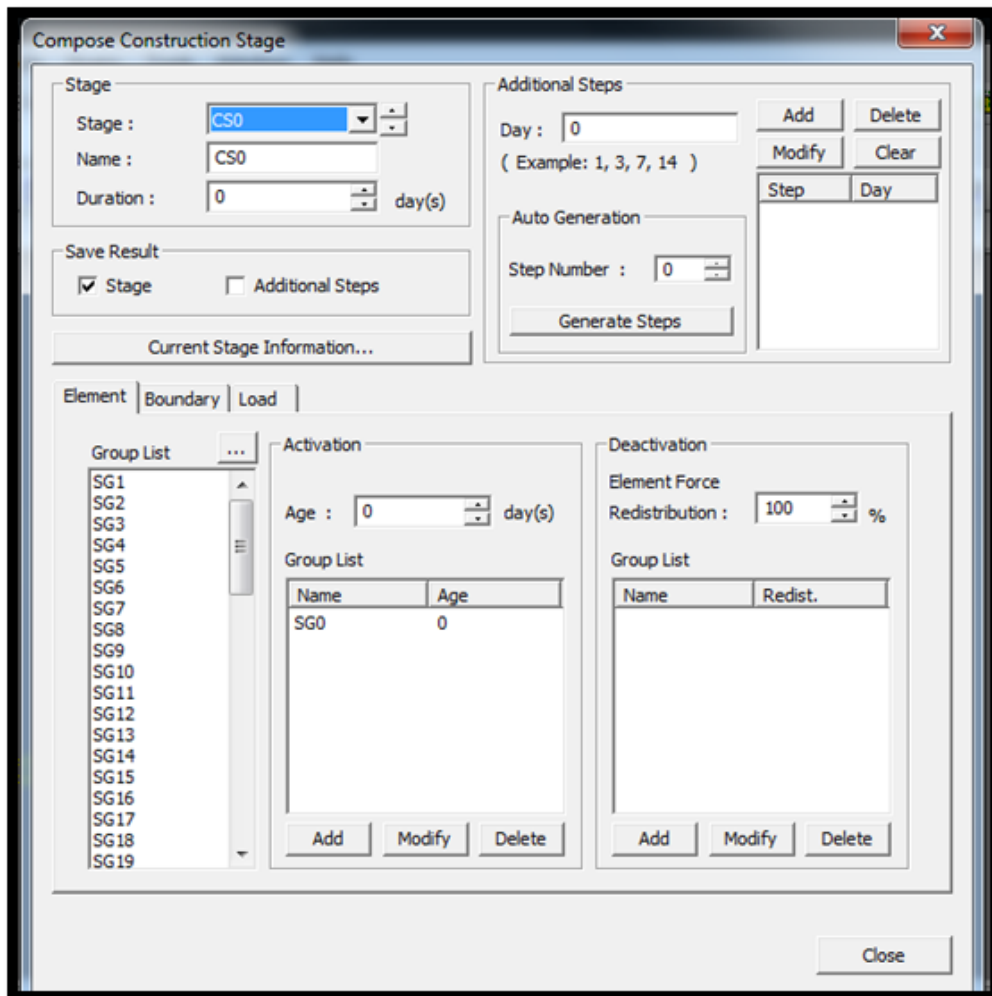 Compose Construction Stage
Stage
Stage :
CS0
Name :
CS0
Duration :
0
day(s)
Save Result
Stage
Additional Steps
Current Stage Information...
Additional Steps
Day :
0
( Example: 1, 3, 7, 14 )
Auto Generation
Step Number :
0
Generate Steps
Add
Delete
Modify
Clear
Step
Day
Element
Boundary
Load
Group List
...
SG1
SG2
SG3
SG4
SG5
SG6
SG7
SG8
SG9
SG10
SG11
SG12
SG13
SG14
SG15
SG16
SG17
SG18
SG19
Activation
Age :
0
day(s)
Group List
Name
Age
SG0
0
Add
Modify
Delete
Deactivation
Element Force
Redistribution :
100
%
Group List
Name
Redist.
Add
Modify
Delete
Close